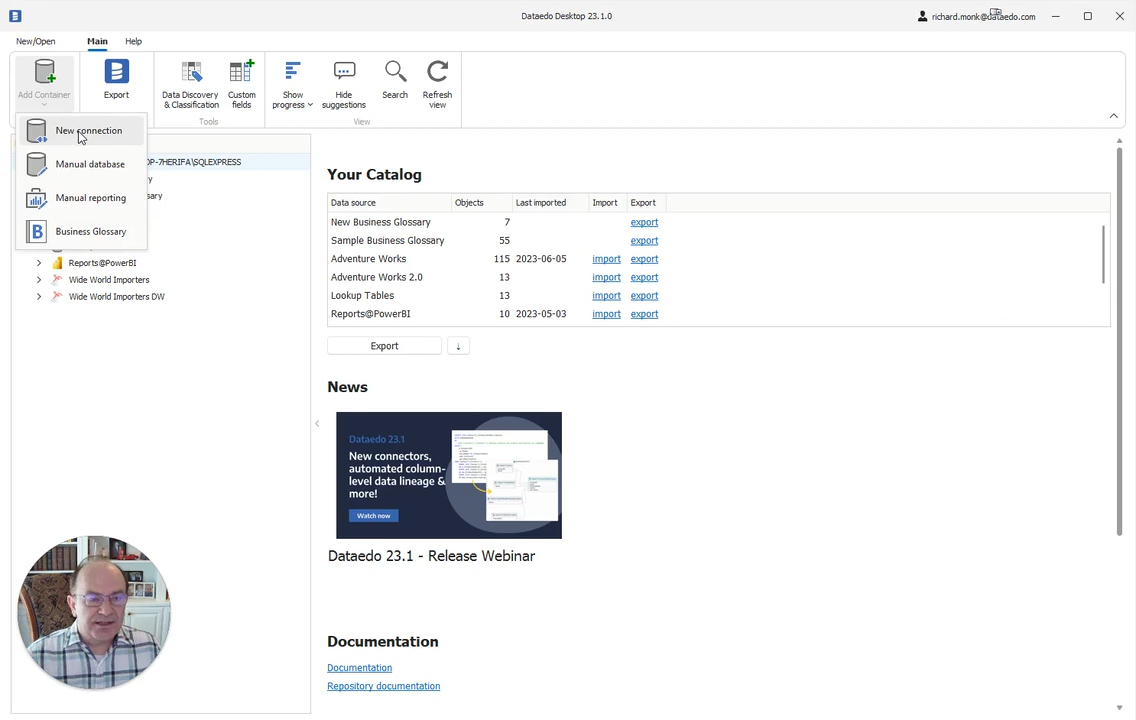 Dataedo Desktop 23.1.0
richard.monk@dataedo.com
New/Open
Main
Help
Add Container
Export
Data Discovery
& Classification
Custom
fields
Show
progress
Hide
suggestions
Search
Refresh
view
Tools
View
New connection
Manual database
Manual reporting
Business Glossary
OP-7HERIFA\SQLEXPRESS
Reports@PowerBI
Wide World Importers
Wide World Importers DW
Your Catalog
Data source Objects Last imported Import Export
New Business Glossary 7 export
Sample Business Glossary 55 export
Adventure Works 115 2023-06-05 import export
Adventure Works 2.0 13 import export
Lookup Tables 13 import export
Reports@PowerBI 10 2023-05-03 import export
Export ↓
News
Dataedo 23.1
New connectors,
automated column-
level data lineage &
more!
Watch now
Dataedo 23.1 - Release Webinar
Documentation
Documentation
Repository documentation